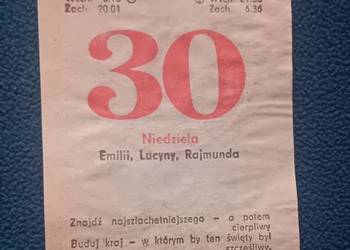 Zach. 20.01
Zach. 6.36
30
Niedziela
Emilii, Lucyny, Rajmunda
Znajdź najszlachetniejszego – a potem
cierpliwy
Buduj kraj – w którym by ten święty był
szczęśliwy.